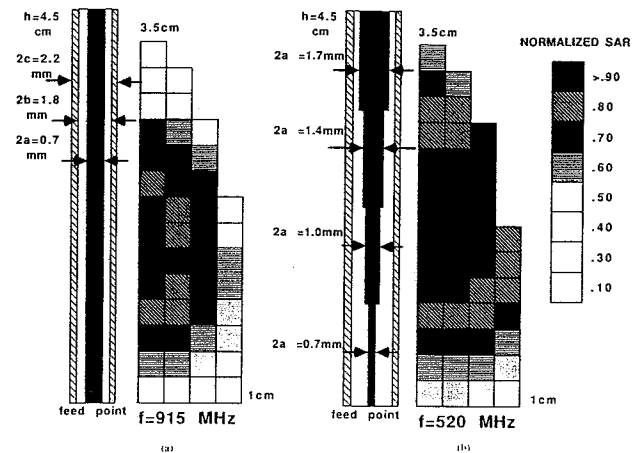 h=4.5
cm
2c=2.2
mm
2b=1.8
mm
2a=0.7
mm
3.5cm
1cm
feed point
f=915 MHz
(a)
h=4.5
cm
2a =1.7mm
2a =1.4mm
2a =1.0mm
2a =0.7mm
3.5cm
1cm
feed point
f=520 MHz
(b)
NORMALIZED SAR
>.90
.80
.70
.60
.50
.40
.30
.10